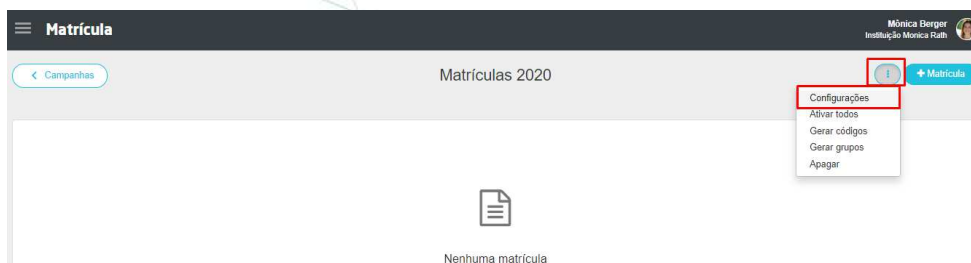 Matrícula
Mônica Berger
Instituição Monica Rath
Campanhas
Matrículas 2020
+ Matrícula
Configurações
Ativar todos
Gerar códigos
Gerar grupos
Apagar
Nenhuma matrícula